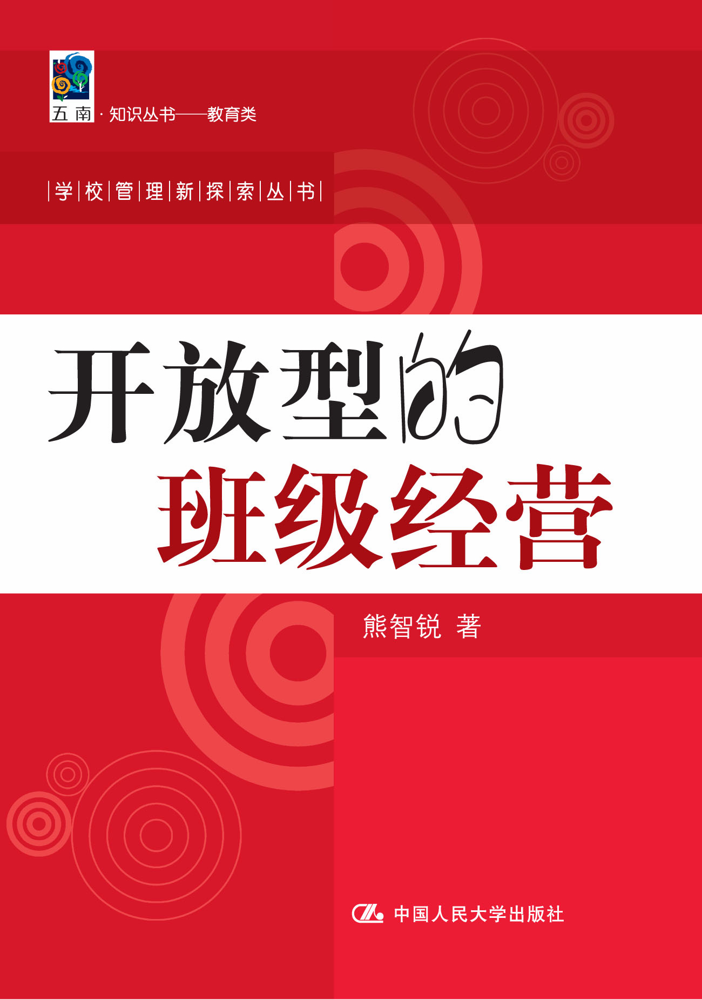 五南·知识丛书——教育类
学校管理新探索丛书
开放型的
班级经营
熊智锐 著
中国人民大学出版社